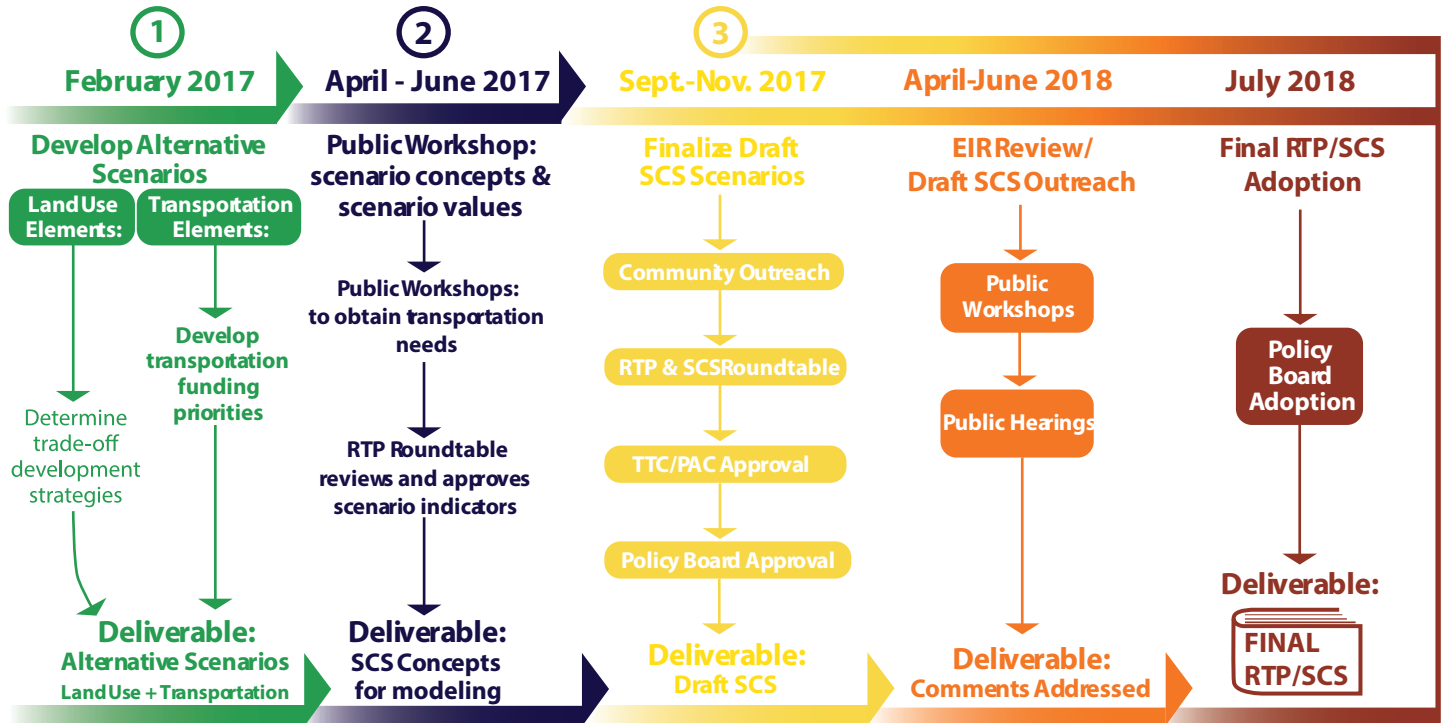 1
February 2017
Develop Alternative
Scenarios
Land Use
Elements:
Transportation
Elements:
Develop
transportation
funding
priorities
Determine
trade-off
development
strategies
Deliverable:
Alternative Scenarios
Land Use + Transportation
2
April - June 2017
Public Workshop:
scenario concepts &
scenario values
Public Workshops:
to obtain transportation
needs
RTP Roundtable
reviews and approves
scenario indicators
Deliverable:
SCS Concepts
for modeling
3
Sept.-Nov. 2017
Finalize Draft
SCS Scenarios
Community Outreach
RTP & SCS Roundtable
TTC/PAC Approval
Policy Board Approval
Deliverable:
Draft SCS
April-June 2018
EIR Review/
Draft SCS Outreach
Public
Workshops
Public Hearings
Deliverable:
Comments Addressed
July 2018
Final RTP/SCS
Adoption
Policy
Board
Adoption
Deliverable:
FINAL
RTP/SCS